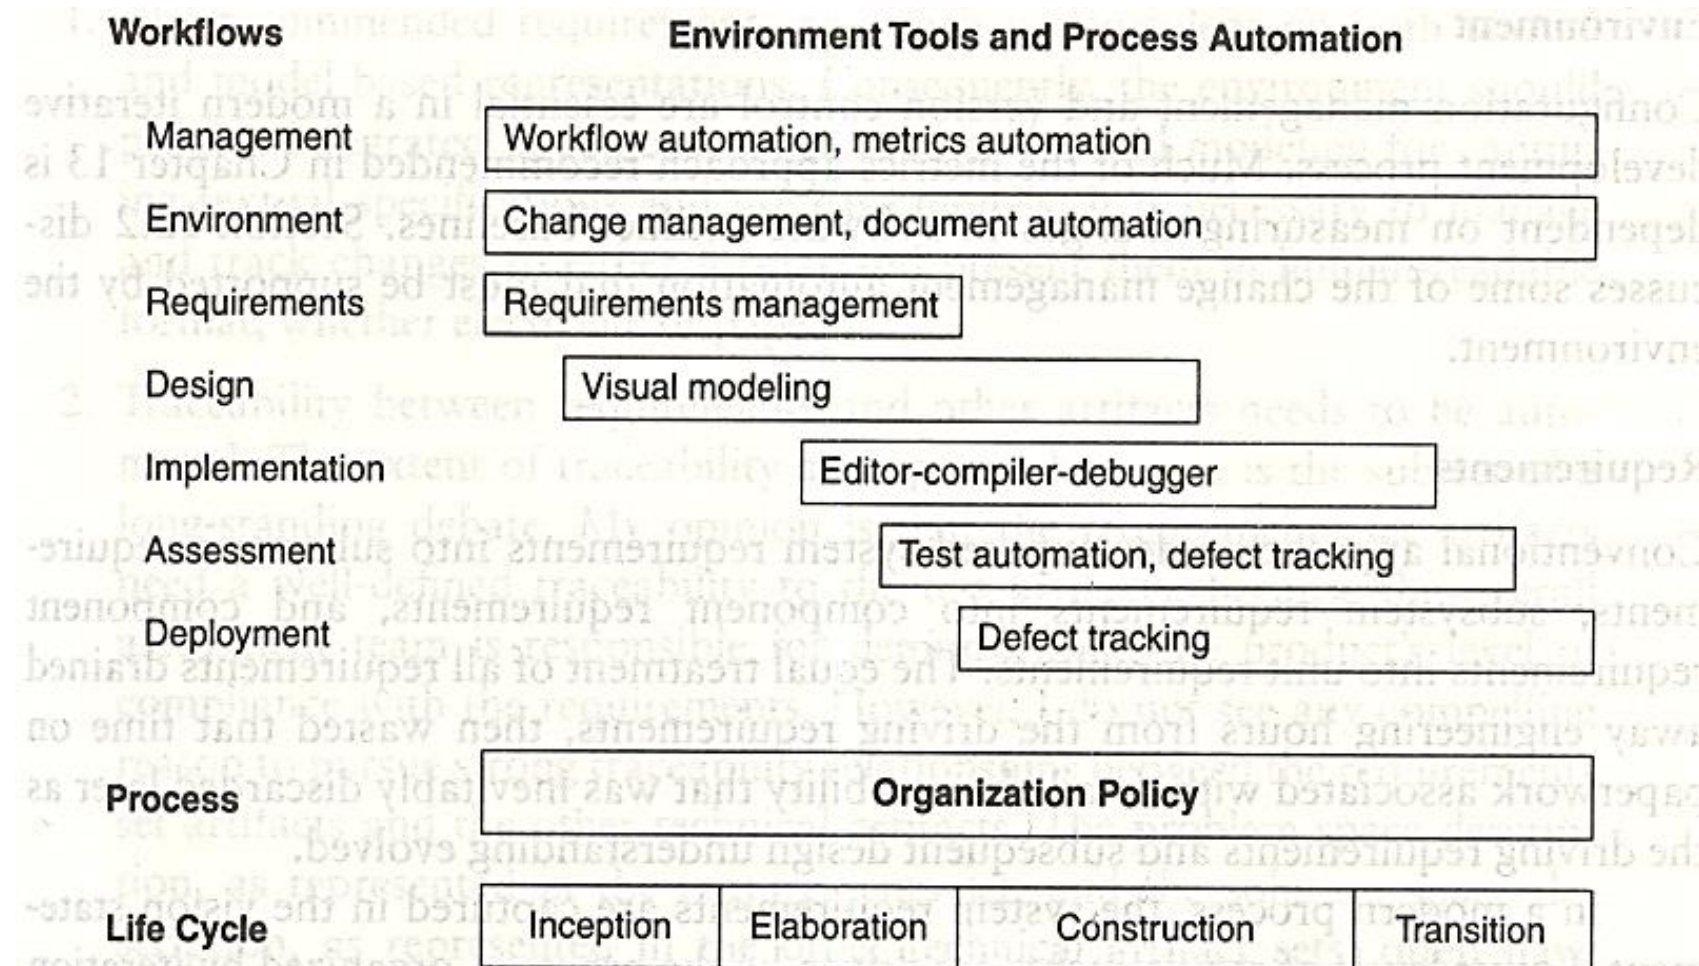 Workflows Environment Tools and Process Automation
Management Workflow automation, metrics automation
Environment Change management, document automation
Requirements Requirements management
Design Visual modeling
Implementation Editor-compiler-debugger
Assessment Test automation, defect tracking
Deployment Defect tracking
Process Organization Policy
Life Cycle Inception Elaboration Construction Transition